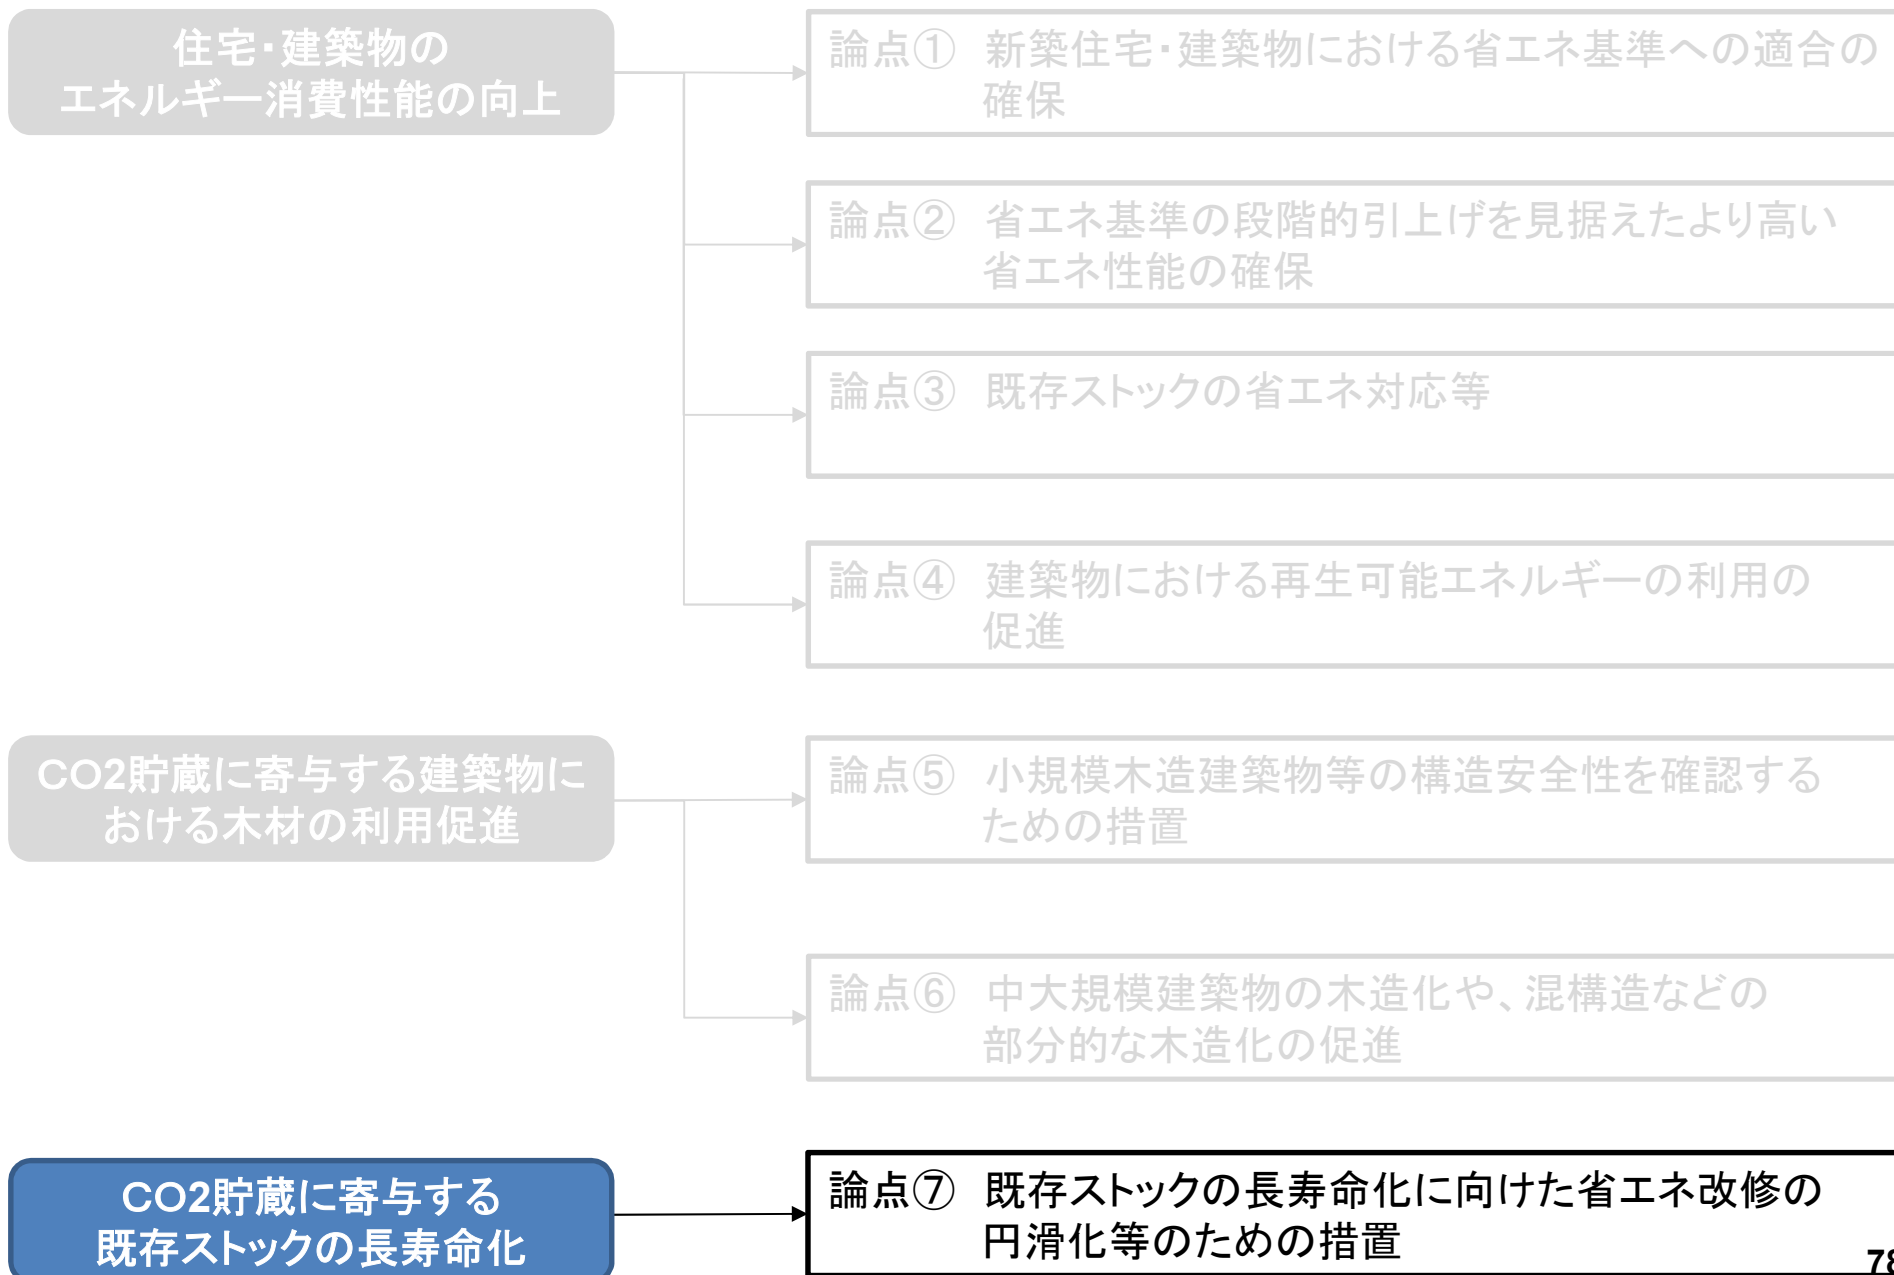 住宅・建築物の
エネルギー消費性能の向上
論点① 新築住宅・建築物における省エネ基準への適合の
確保
論点② 省エネ基準の段階的引上げを見据えたより高い
省エネ性能の確保
論点③ 既存ストックの省エネ対応等
論点④ 建築物における再生可能エネルギーの利用の
促進
CO2貯蔵に寄与する建築物に
おける木材の利用促進
論点⑤ 小規模木造建築物等の構造安全性を確認する
ための措置
論点⑥ 中大規模建築物の木造化や、混構造などの
部分的な木造化の促進
CO2貯蔵に寄与する
既存ストックの長寿命化
論点⑦ 既存ストックの長寿命化に向けた省エネ改修の
円滑化等のための措置
78